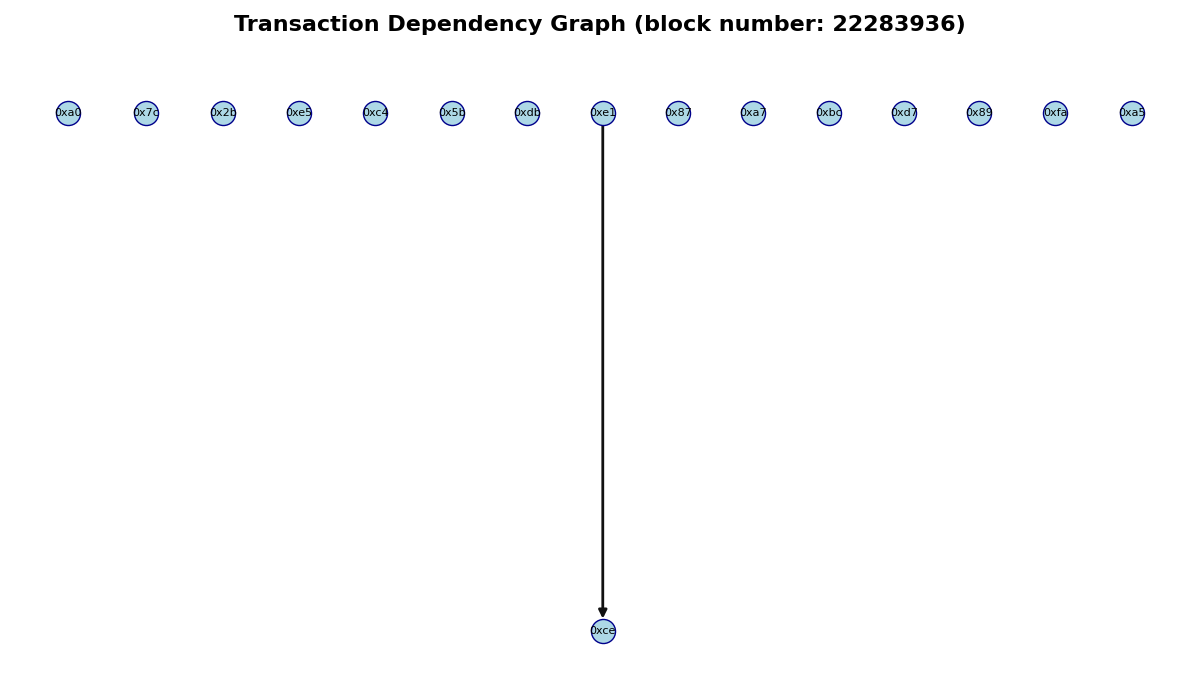 Transaction Dependency Graph (block number: 22283936)
0xa0 0x7c 0x2b 0xe5 0xc4 0x5b 0xdb 0xe1 0x87 0xa7 0xbc 0xd7 0x89 0xfa 0xa5
0xce